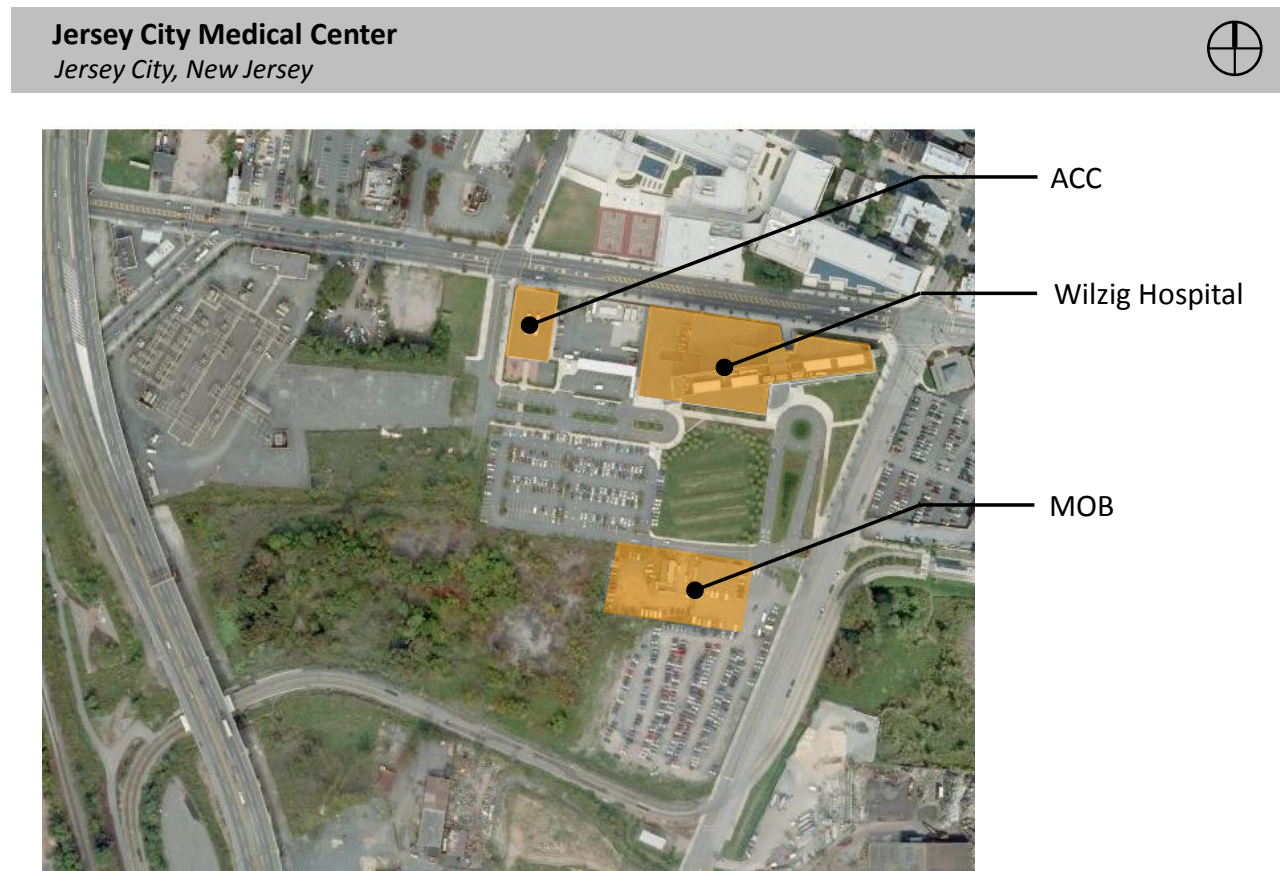 Jersey City Medical Center
Jersey City, New Jersey
ACC
Wilzig Hospital
MOB